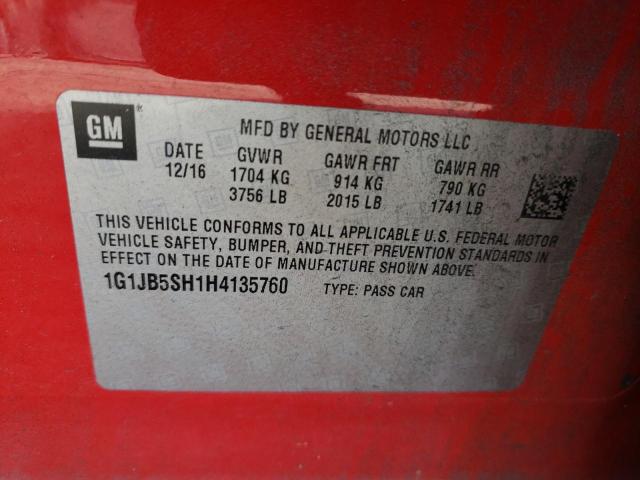 GM®
MFD BY GENERAL MOTORS LLC
DATE GVWR GAWR FRT GAWR RR
12/16 1704 KG 914 KG 790 KG
3756 LB 2015 LB 1741 LB
THIS VEHICLE CONFORMS TO ALL APPLICABLE U.S. FEDERAL MOTOR
VEHICLE SAFETY, BUMPER, AND THEFT PREVENTION STANDARDS IN
EFFECT ON THE DATE OF MANUFACTURE SHOWN ABOVE.
1G1JB5SH1H4135760 TYPE: PASS CAR